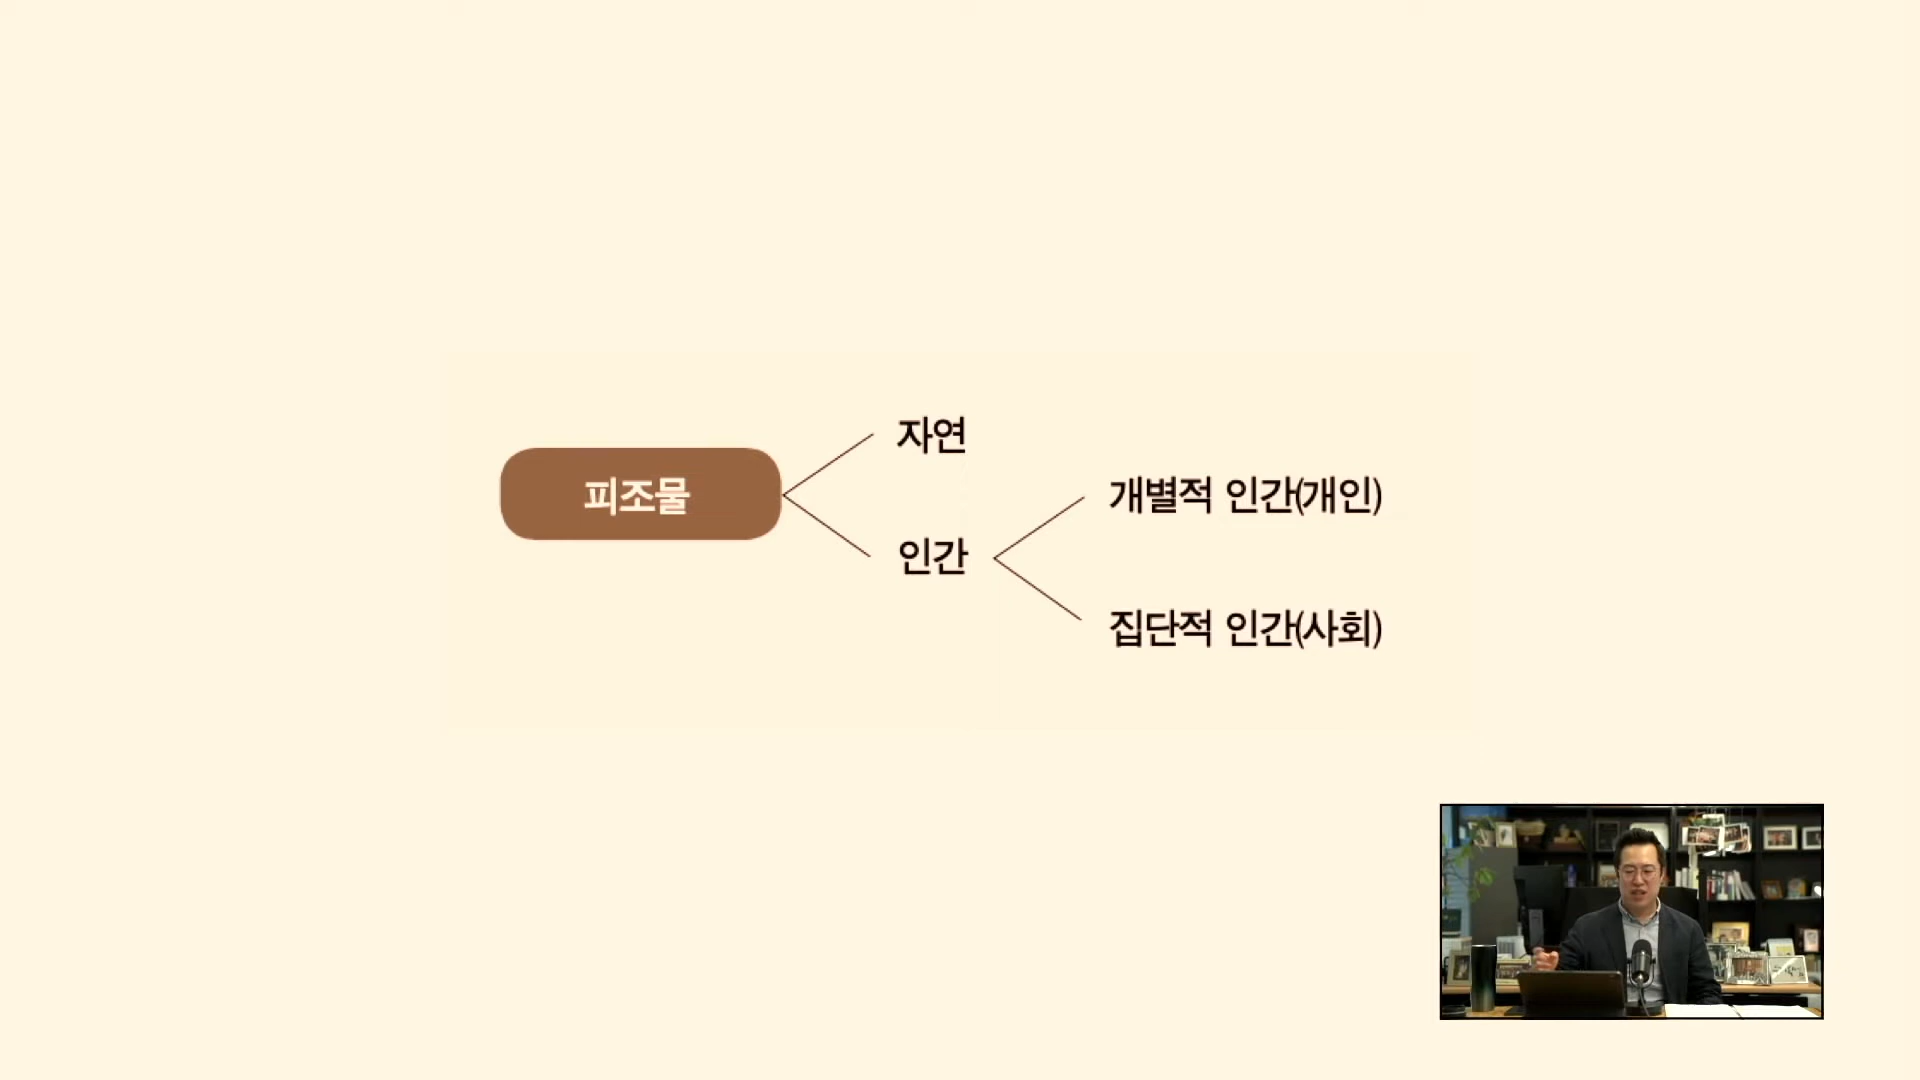 자연
피조물
개별적 인간(개인)
인간
집단적 인간(사회)